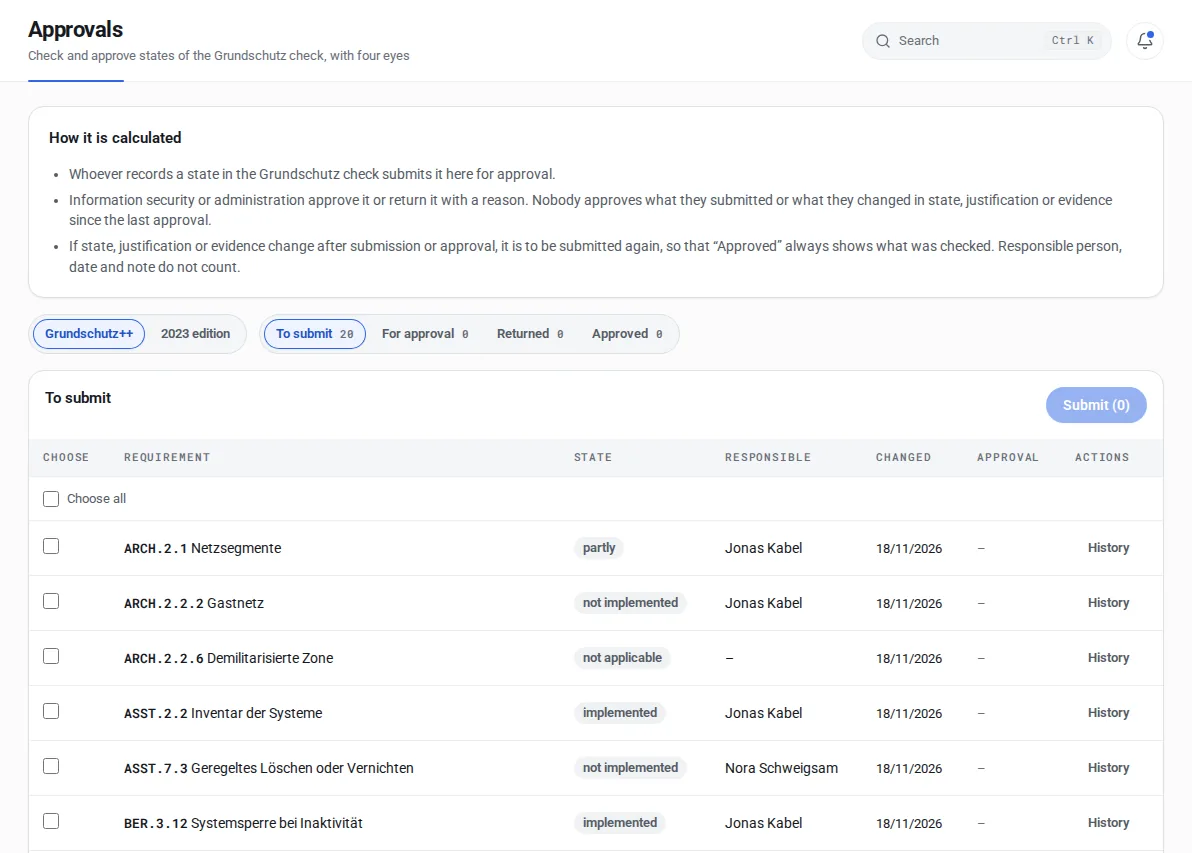 Approvals
Check and approve states of the Grundschutz check, with four eyes
Search Ctrl K
How it is calculated
• Whoever records a state in the Grundschutz check submits it here for approval.
• Information security or administration approve it or return it with a reason. Nobody approves what they submitted or what they changed in state, justification or evidence
since the last approval.
• If state, justification or evidence change after submission or approval, it is to be submitted again, so that “Approved” always shows what was checked. Responsible person,
date and note do not count.
Grundschutz++ 2023 edition To submit 20 For approval 0 Returned 0 Approved 0
To submit
Submit (0)
CHOOSE REQUIREMENT STATE RESPONSIBLE CHANGED APPROVAL ACTIONS
Choose all
ARCH.2.1 Netzsegmente partly Jonas Kabel 18/11/2026 – History
ARCH.2.2.2 Gastnetz not implemented Jonas Kabel 18/11/2026 – History
ARCH.2.2.6 Demilitarisierte Zone not applicable – 18/11/2026 – History
ASST.2.2 Inventar der Systeme implemented Jonas Kabel 18/11/2026 – History
ASST.7.3 Geregeltes Löschen oder Vernichten not implemented Nora Schweigsam 18/11/2026 – History
BER.3.12 Systemsperre bei Inaktivität implemented Jonas Kabel 18/11/2026 – History